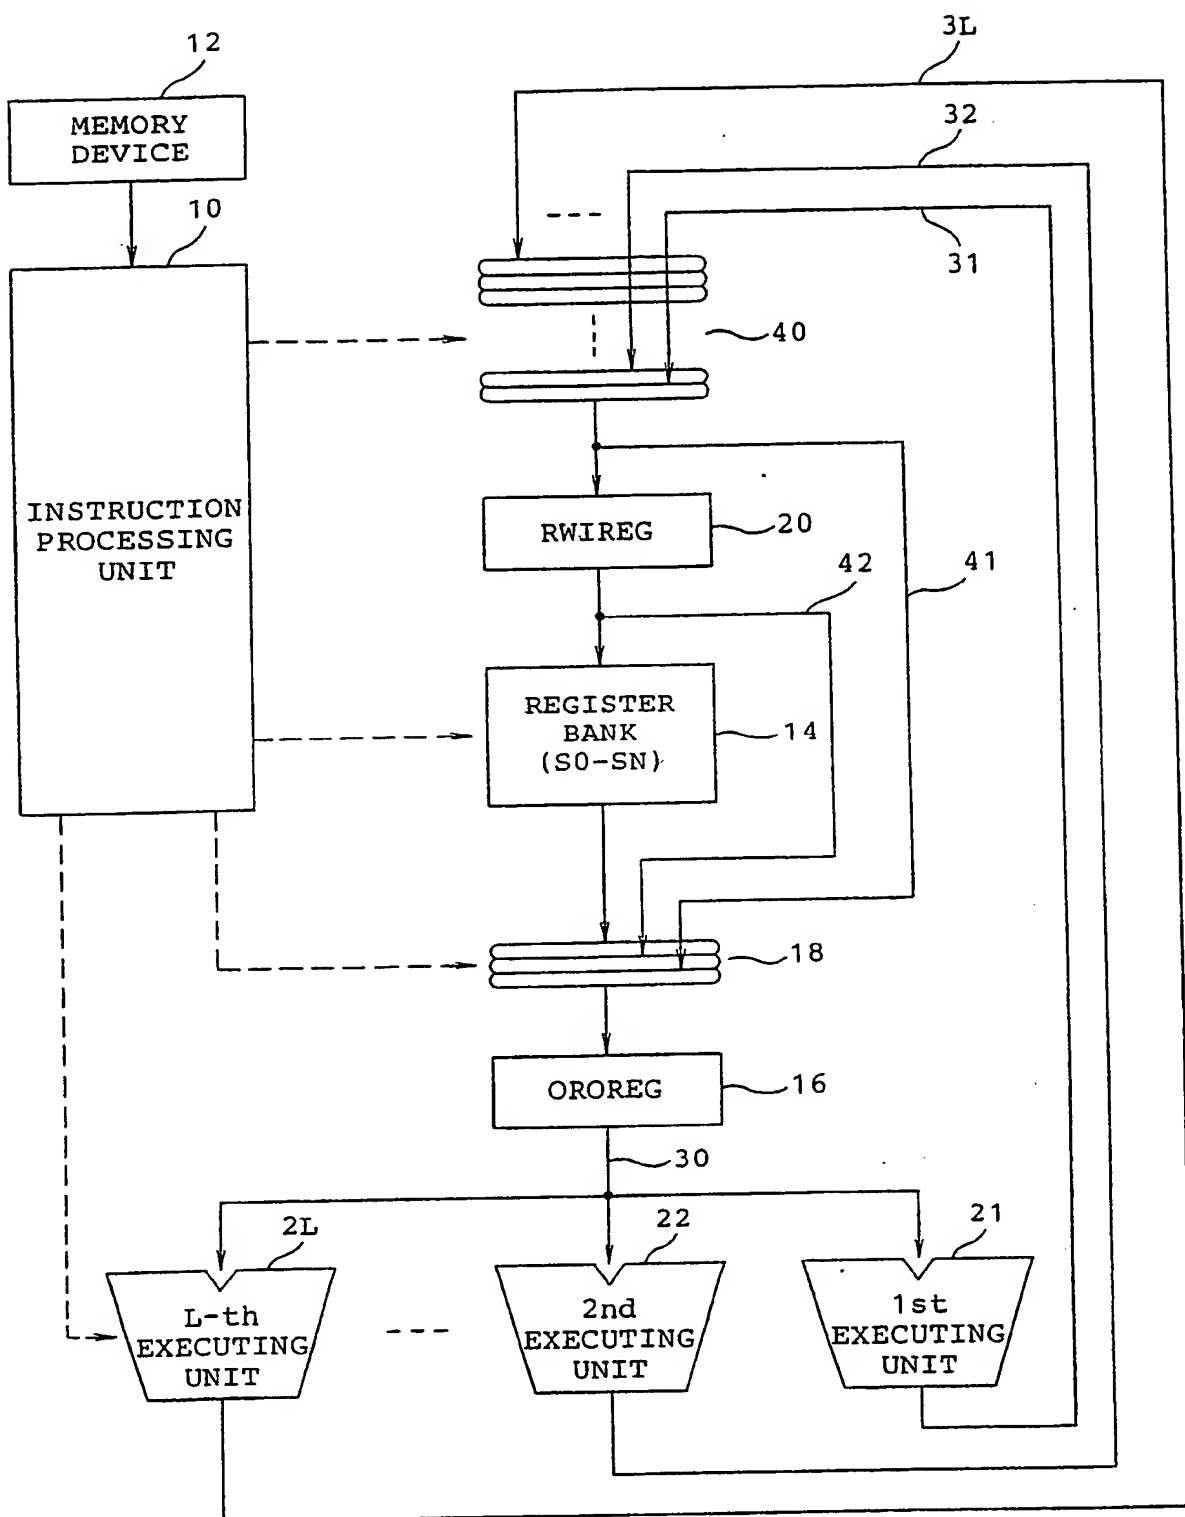 12
3L
MEMORY
DEVICE
32
10
31
40
INSTRUCTION
PROCESSING
UNIT
RWIREG
20
42
41
REGISTER
BANK
(S0-SN)
14
18
OROREG
16
30
2L
22
21
L-th
EXECUTING
UNIT
2nd
EXECUTING
UNIT
1st
EXECUTING
UNIT